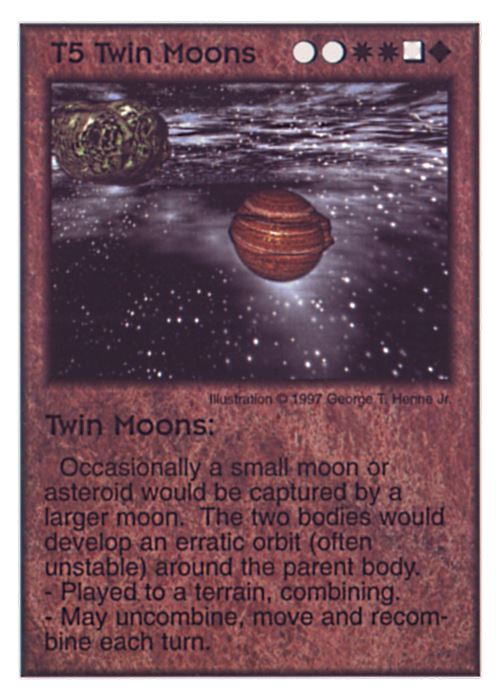 T5 Twin Moons
Illustration © 1997 George T. Henne Jr.
Twin Moons:
Occasionally a small moon or
asteroid would be captured by a
larger moon. The two bodies would
develop an erratic orbit (often
unstable) around the parent body.
- Played to a terrain, combining.
- May uncombine, move and recom-
bine each turn.